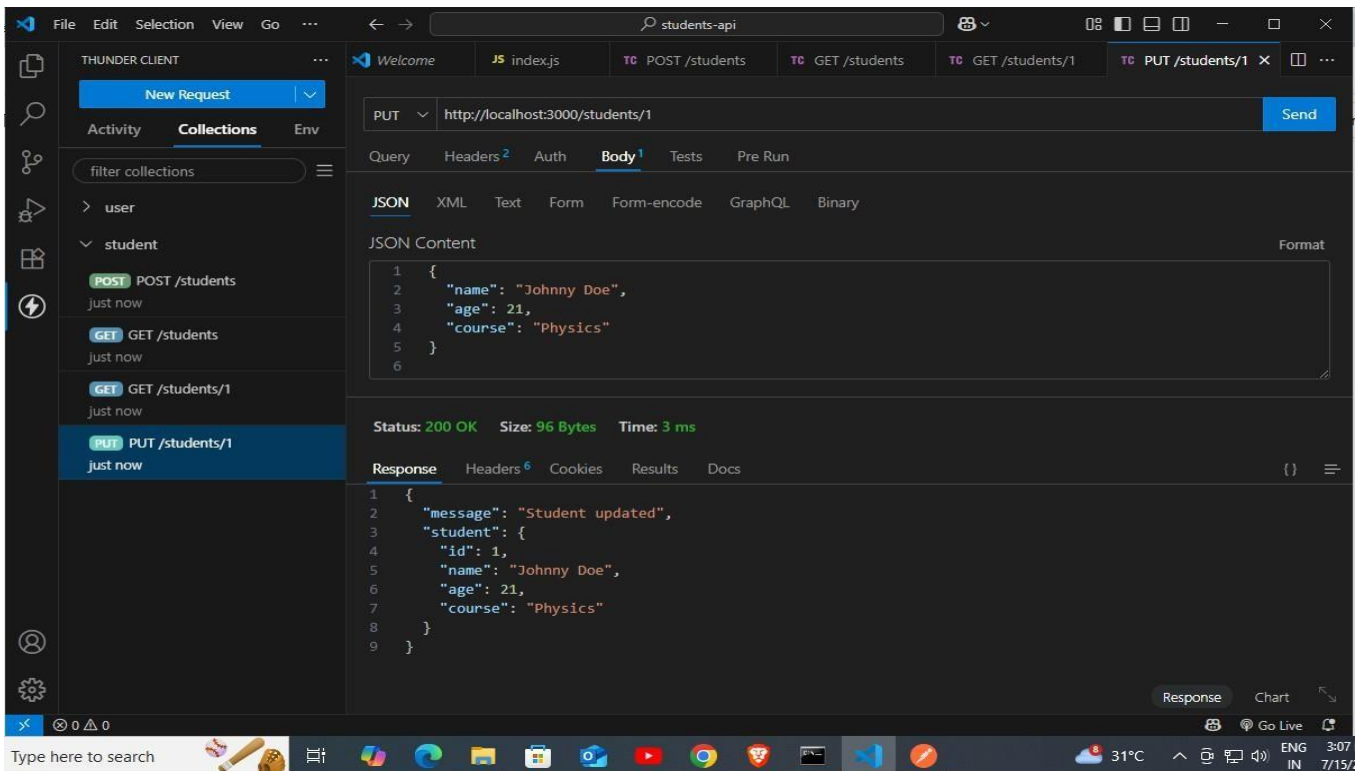 File Edit Selection View Go ··· students-api
THUNDER CLIENT ···
New Request
Activity Collections Env
filter collections
user
student
POST POST /students
just now
GET GET /students
just now
GET GET /students/1
just now
PUT PUT /students/1
just now
Welcome JS index.js TC POST /students TC GET /students TC GET /students/1 TC PUT /students/1
PUT http://localhost:3000/students/1 Send
Query Headers 2 Auth Body 1 Tests Pre Run
JSON XML Text Form Form-encode GraphQL Binary
JSON Content Format
1 {
2 "name": "Johnny Doe",
3 "age": 21,
4 "course": "Physics"
5 }
6
Status: 200 OK Size: 96 Bytes Time: 3 ms
Response Headers 6 Cookies Results Docs {}
1 {
2 "message": "Student updated",
3 "student": {
4 "id": 1,
5 "name": "Johnny Doe",
6 "age": 21,
7 "course": "Physics"
8 }
9 }
Response Chart
0 0 Go Live
Type here to search 31°C ENG 3:07
IN 7/15/